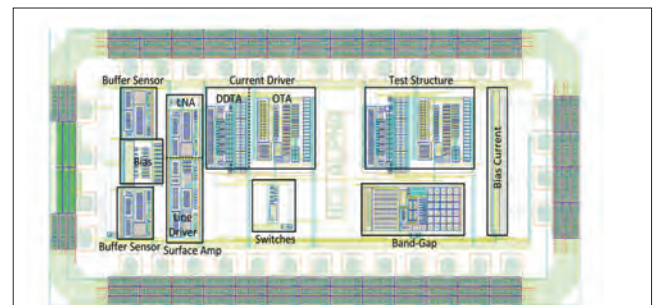 Buffer Sensor
Current Driver
Test Structure
LNA
DDTA
OTA
Bias
Bias Current
Line
Driver
Switches
Band-Gap
Buffer Sensor
Surface Amp